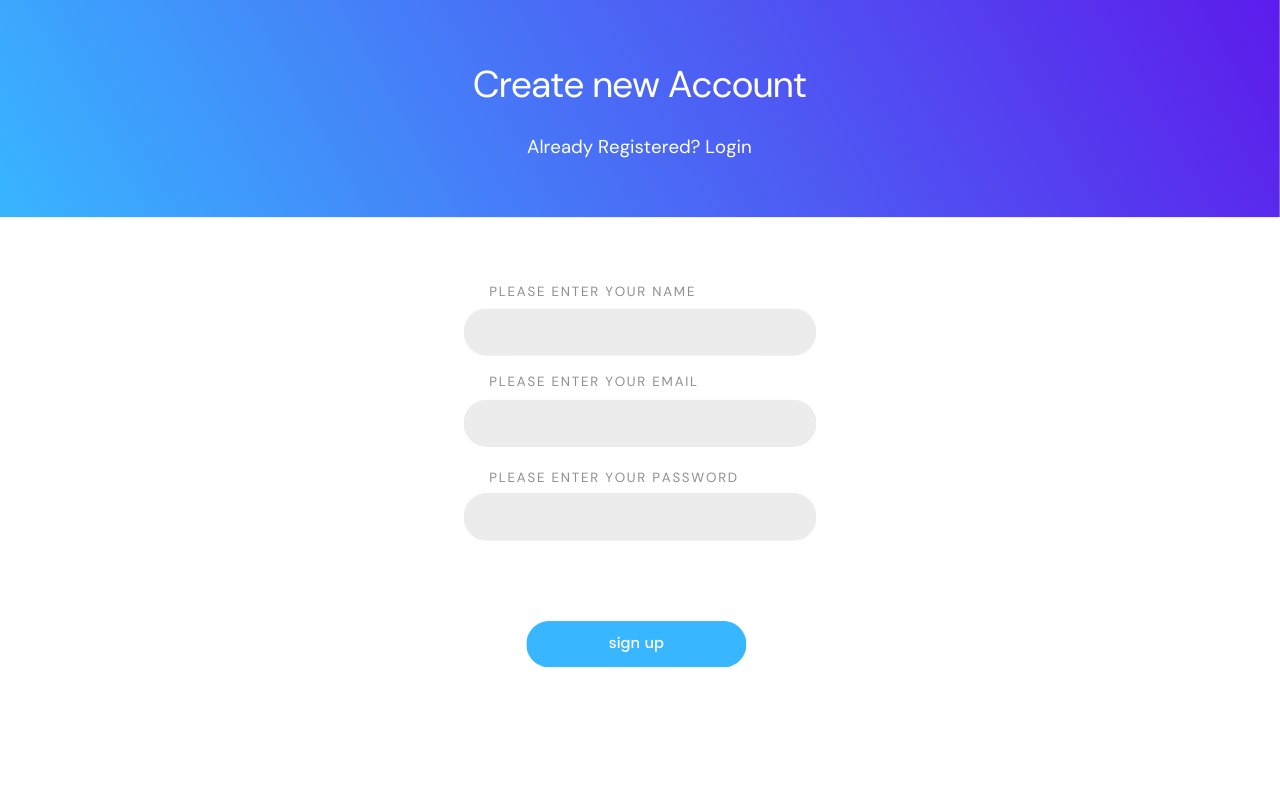 Create new Account
Already Registered? Login
PLEASE ENTER YOUR NAME
PLEASE ENTER YOUR EMAIL
PLEASE ENTER YOUR PASSWORD
sign up